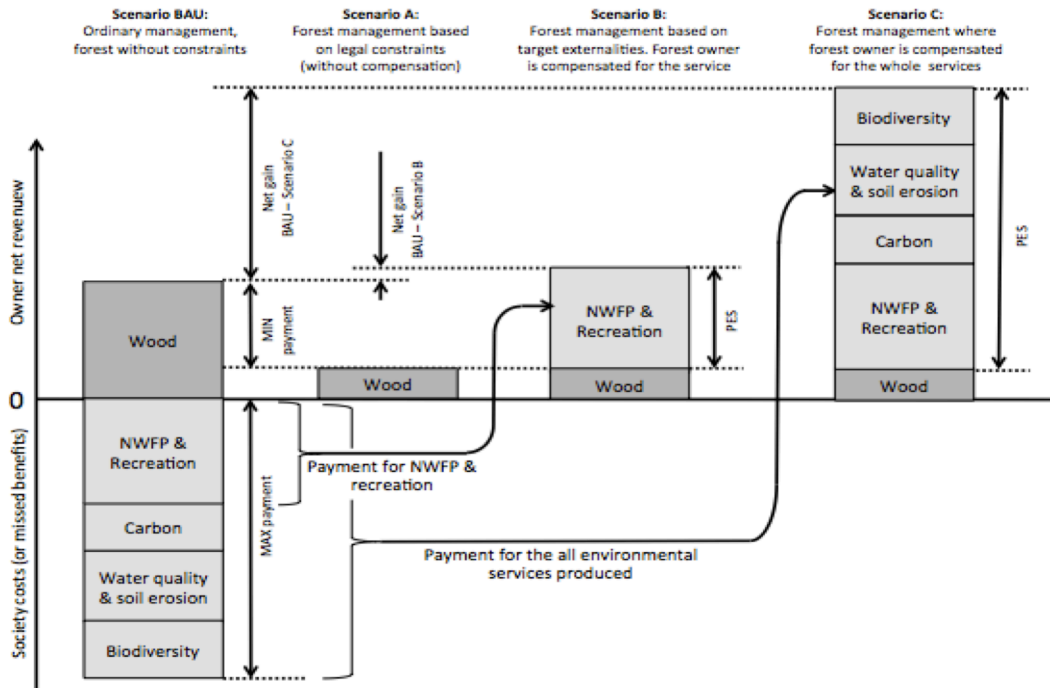 Scenario BAU:
Ordinary management,
forest without constraints
Scenario A:
Forest management based
on legal constraints
(without compensation)
Scenario B:
Forest management based on
target externalities. Forest owner
is compensated for the service
Scenario C:
Forest management where
forest owner is compensated
for the whole services
Owner net revenuew
0
Society costs (or missed benefits)
Wood
NWFP &
Recreation
Carbon
Water quality
& soil erosion
Biodiversity
Net gain
BAU – Scenario C
MIN
payment
MAX payment
Net gain
BAU – Scenario B
Wood
Payment for NWFP &
recreation
Payment for the all environmental
services produced
NWFP &
Recreation
Wood
PES
Biodiversity
Water quality
& soil erosion
Carbon
NWFP &
Recreation
Wood
PES